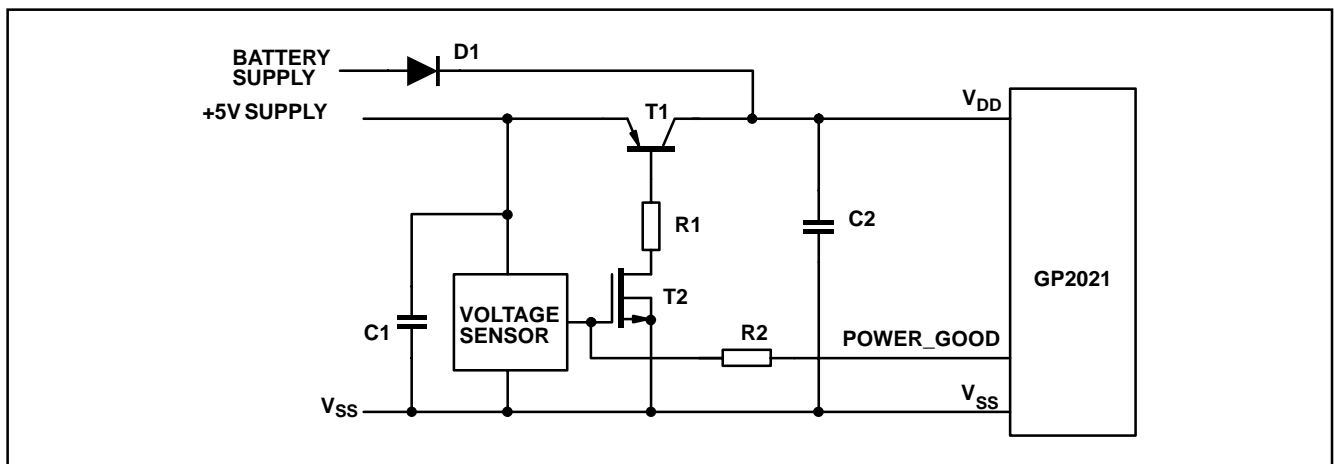 BATTERY
SUPPLY
D1
+5V SUPPLY
T1
VDD
R1
C2
GP2021
T2
VOLTAGE
SENSOR
C1
R2
POWER_GOOD
VSS
VSS